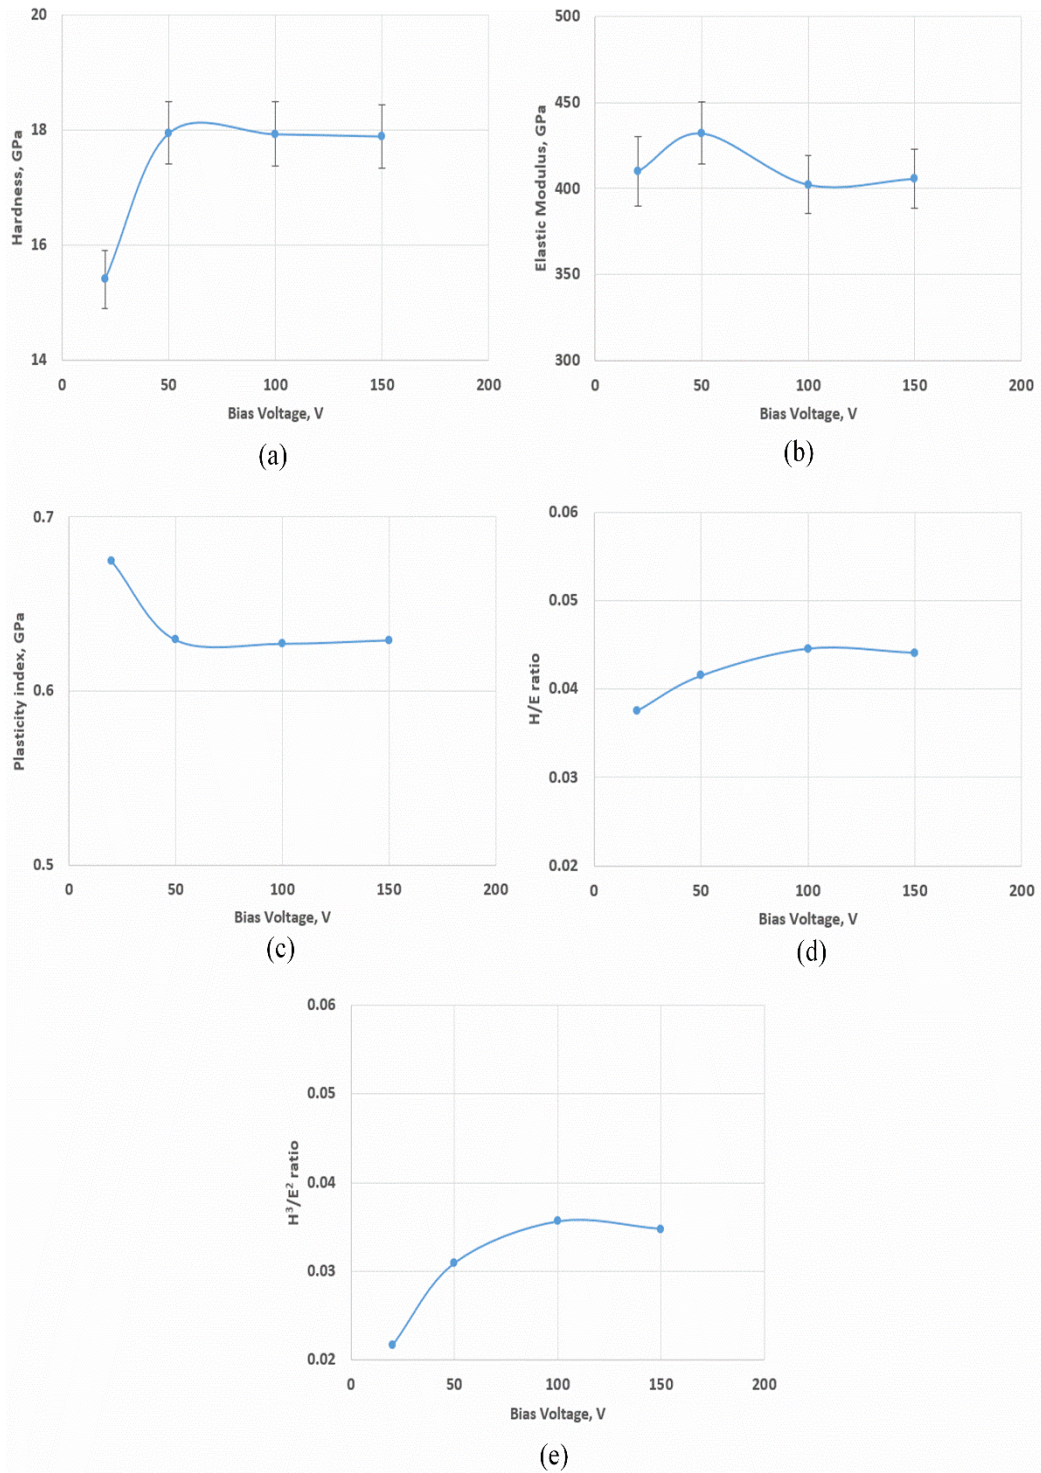 20
18
16
14
Hardness, GPa
0 50 100 150 200
Bias Voltage, V
(a)
500
450
400
350
300
Elastic Modulus, GPa
0 50 100 150 200
Bias Voltage, V
(b)
0.7
0.6
0.5
Plasticity index, GPa
0 50 100 150 200
Bias Voltage, V
(c)
0.06
0.05
0.04
0.03
0.02
H/E ratio
0 50 100 150 200
Bias Voltage, V
(d)
0.06
0.05
0.04
0.03
0.02
H³/E² ratio
0 50 100 150 200
Bias Voltage, V
(e)